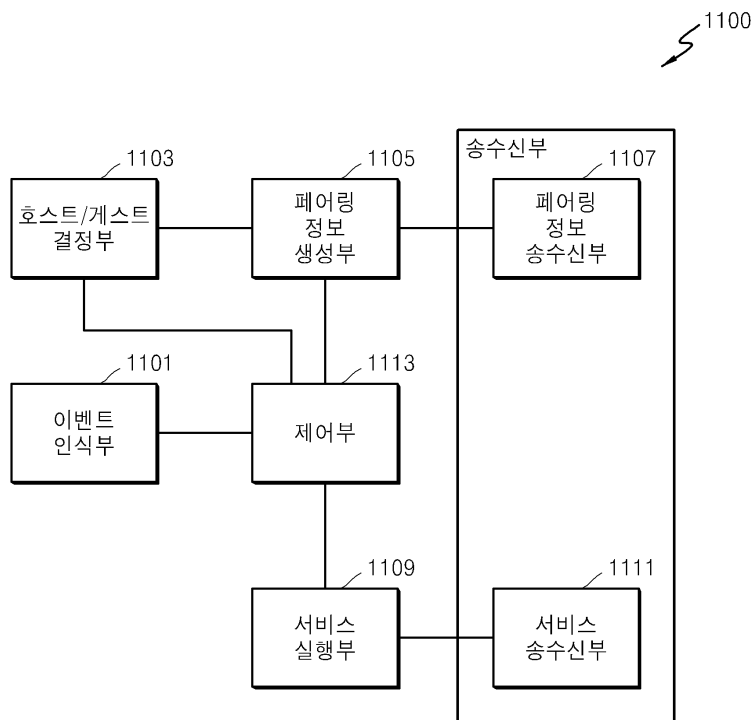 1100
송수신부
1103
호스트/게스트
결정부
1105
페어링
정보
생성부
1107
페어링
정보
송수신부
1101
이벤트
인식부
1113
제어부
1109
서비스
실행부
1111
서비스
송수신부